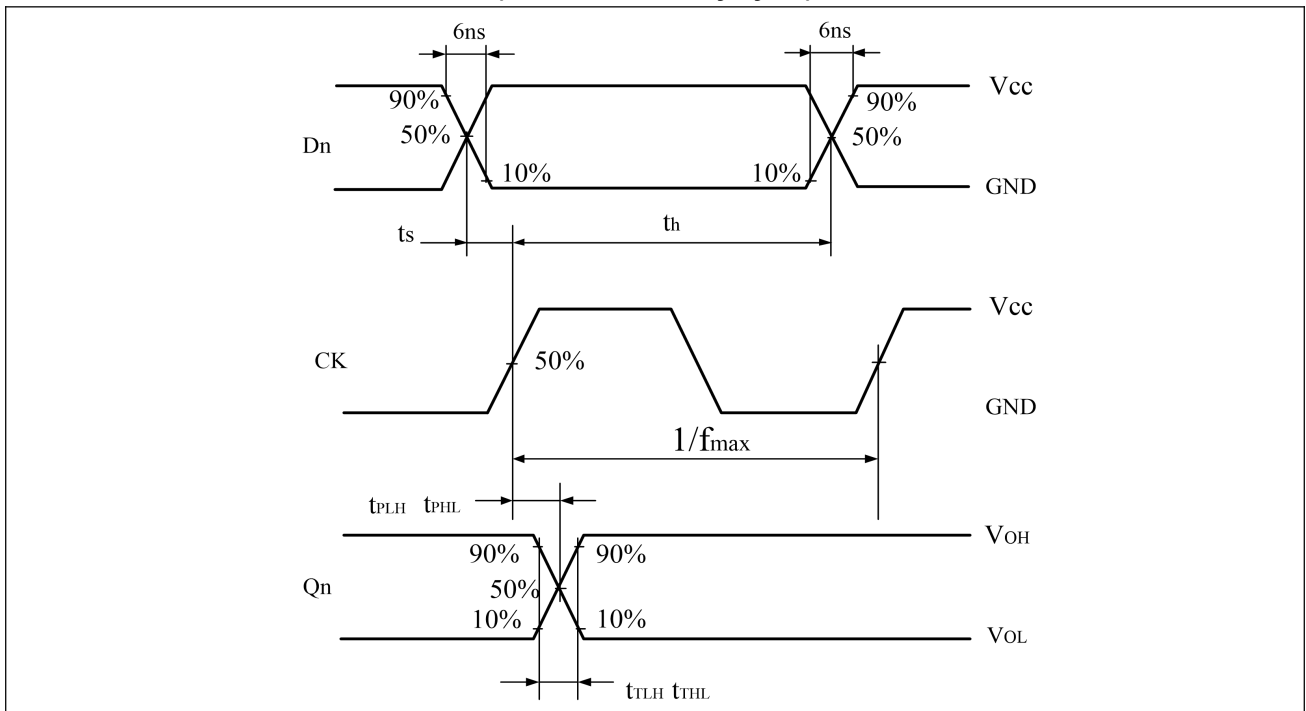 6ns 6ns
Vcc
90% 90%
50% 50%
Dn
10% 10%
GND
ts th
Vcc
CK 50%
GND
1/fmax
tPLH tPHL
VOH
90% 90%
Qn 50%
10% 10%
VOL
tTLH tTHL